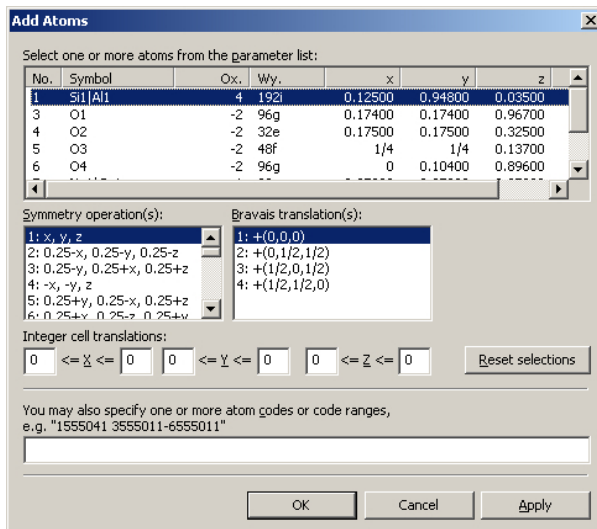 Add Atoms
Select one or more atoms from the parameter list:
No. Symbol Ox. Wy. x y z
1 Si1|Al1 4 192i 0.12500 0.94800 0.03500
3 O1 -2 96g 0.17400 0.17400 0.96700
4 O2 -2 32e 0.17500 0.17500 0.32500
5 O3 -2 48f 1/4 1/4 0.13700
6 O4 -2 96g 0 0.10400 0.89600
Symmetry operation(s): Bravais translation(s):
1: x, y, z 1: +(0,0,0)
2: 0.25-x, 0.25-y, 0.25-z 2: +(0,1/2,1/2)
3: 0.25-y, 0.25+x, 0.25+z 3: +(1/2,0,1/2)
4: -x, -y, z 4: +(1/2,1/2,0)
5: 0.25+y, 0.25-x, 0.25+z
6: 0.25+x, 0.25-z, 0.25+y
Integer cell translations:
0 <= X <= 0 0 <= Y <= 0 0 <= Z <= 0 Reset selections
You may also specify one or more atom codes or code ranges,
e.g. "1555041 3555011-6555011"
OK Cancel Apply